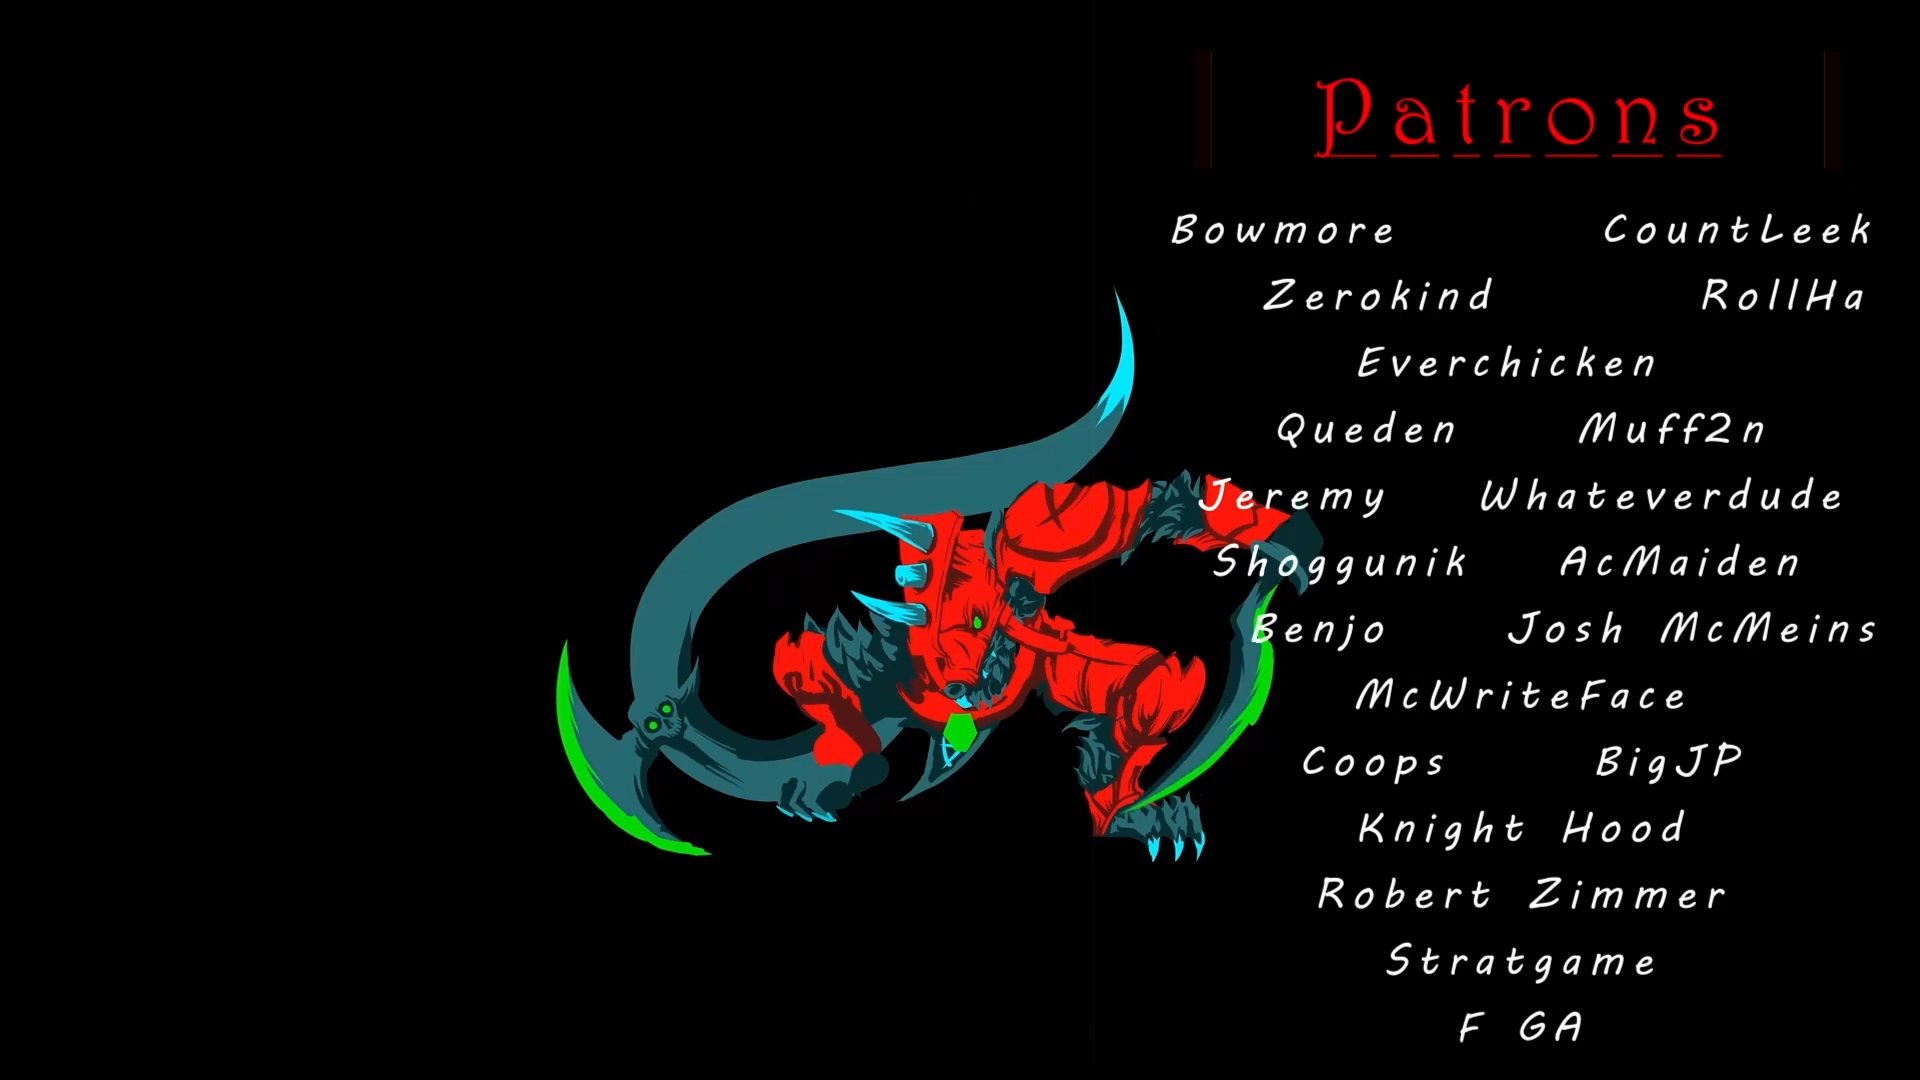 Patrons
Bowmore CountLeek
Zerokind RollHa
Everchicken
Queden Muff2n
Jeremy Whateverdude
Shoggunik AcMaiden
Benjo Josh McMeins
McWriteFace
Coops BigJP
Knight Hood
Robert Zimmer
Stratgame
F GA